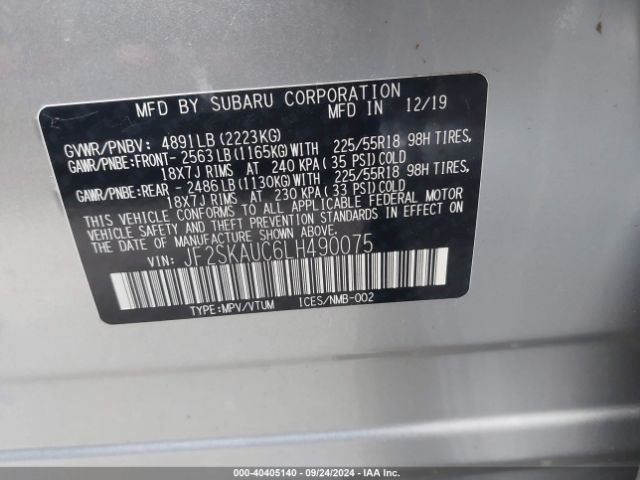 MFD BY SUBARU CORPORATION
MFD IN 12/19
GVWR/PNBV: 4891LB(2223KG)
GAWR/PNBE:FRONT- 2563LB(1165KG)WITH 225/55R18 98H TIRES,
18X7J RIMS AT 240 KPA(35 PSI)COLD
GAWR/PNBE:REAR - 2486LB(1130KG)WITH 225/55R18 98H TIRES,
18X7J RIMS AT 230 KPA(33 PSI)COLD
THIS VEHICLE CONFORMS TO ALL APPLICABLE FEDERAL MOTOR
VEHICLE SAFETY AND THEFT PREVENTION STANDARDS IN EFFECT ON
THE DATE OF MANUFACTURE SHOWN ABOVE.
VIN: JF2SKAUC6LH490075
TYPE:MPV/VTUM ICES/NMB-002
000-40405140 - 09/24/2024 - IAA Inc.